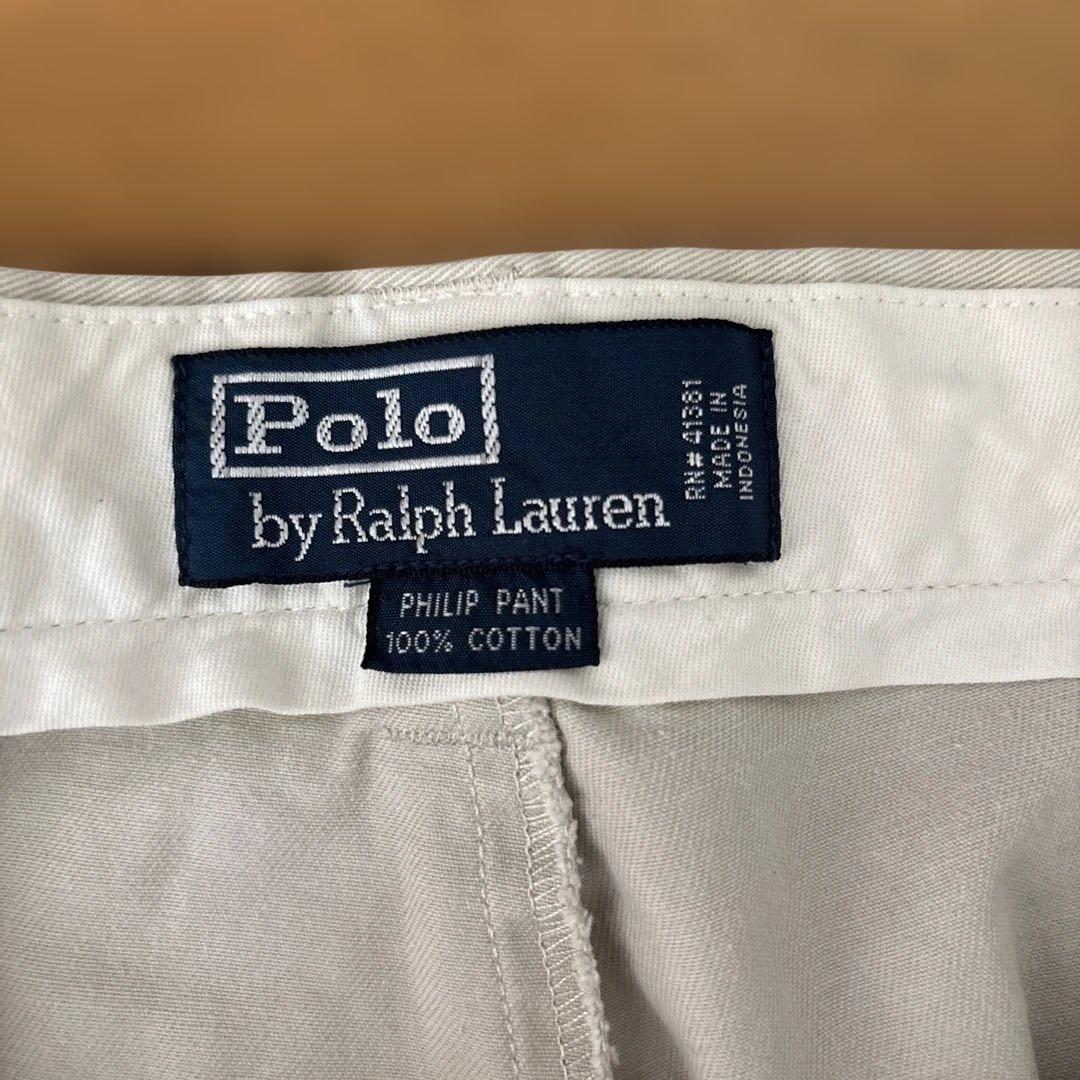 Polo
by Ralph Lauren
RN# 41381
MADE IN
INDONESIA
PHILIP PANT
100% COTTON